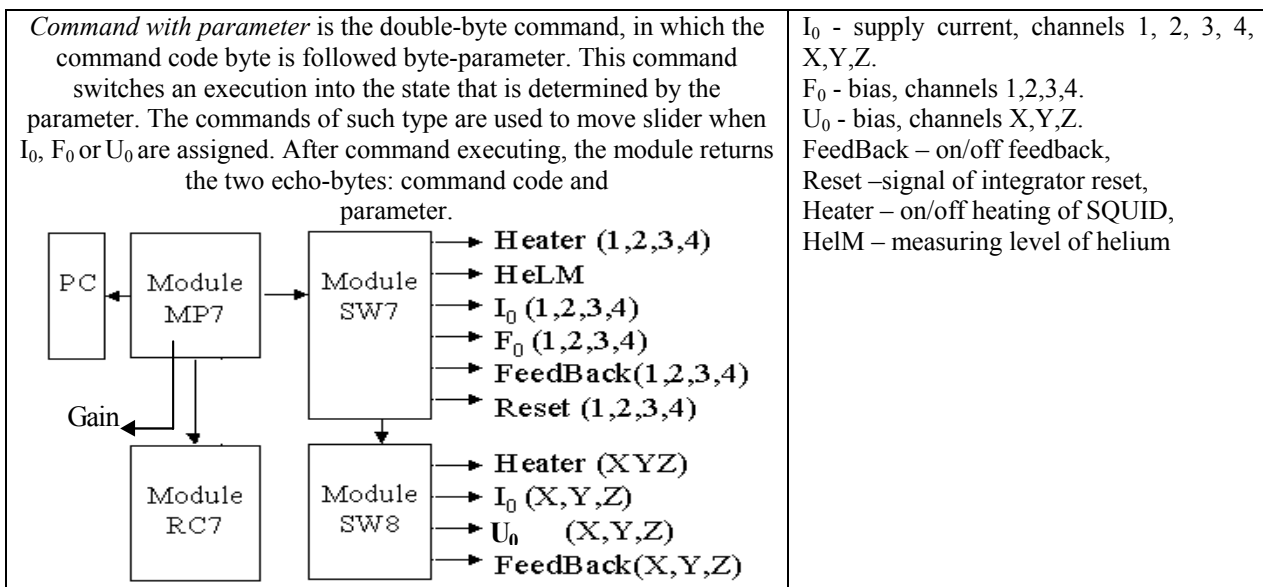 Command with parameter is the double-byte command, in which the
command code byte is followed byte-parameter. This command
switches an execution into the state that is determined by the
parameter. The commands of such type are used to move slider when
I₀, F₀ or U₀ are assigned. After command executing, the module returns
the two echo-bytes: command code and
parameter.
PC
Module
MP7
Module
SW7
Heater (1,2,3,4)
HeLM
I₀ (1,2,3,4)
F₀ (1,2,3,4)
FeedBack(1,2,3,4)
Reset (1,2,3,4)
Gain
Module
RC7
Module
SW8
Heater (XYZ)
I₀ (X,Y,Z)
U₀ (X,Y,Z)
FeedBack(X,Y,Z)
I₀ - supply current, channels 1, 2, 3, 4,
X,Y,Z.
F₀ - bias, channels 1,2,3,4.
U₀ - bias, channels X,Y,Z.
FeedBack – on/off feedback,
Reset –signal of integrator reset,
Heater – on/off heating of SQUID,
HelM – measuring level of helium